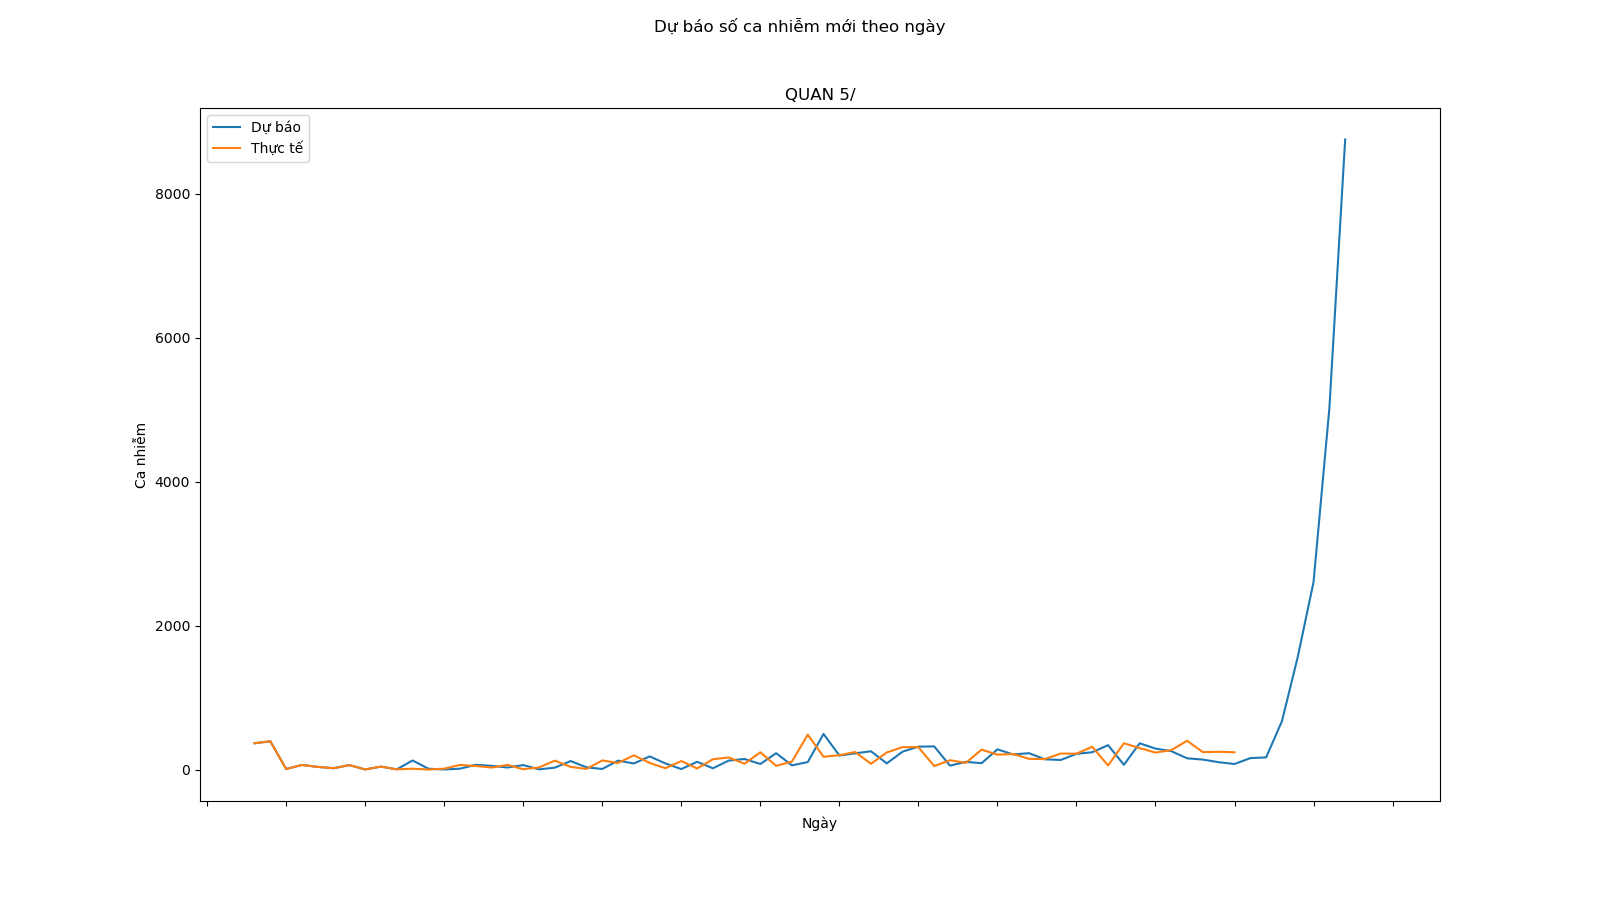 Dự báo số ca nhiễm mới theo ngày
QUAN 5/
Dự báo
Thực tế
8000
6000
4000
2000
0
Ca nhiễm
Ngày